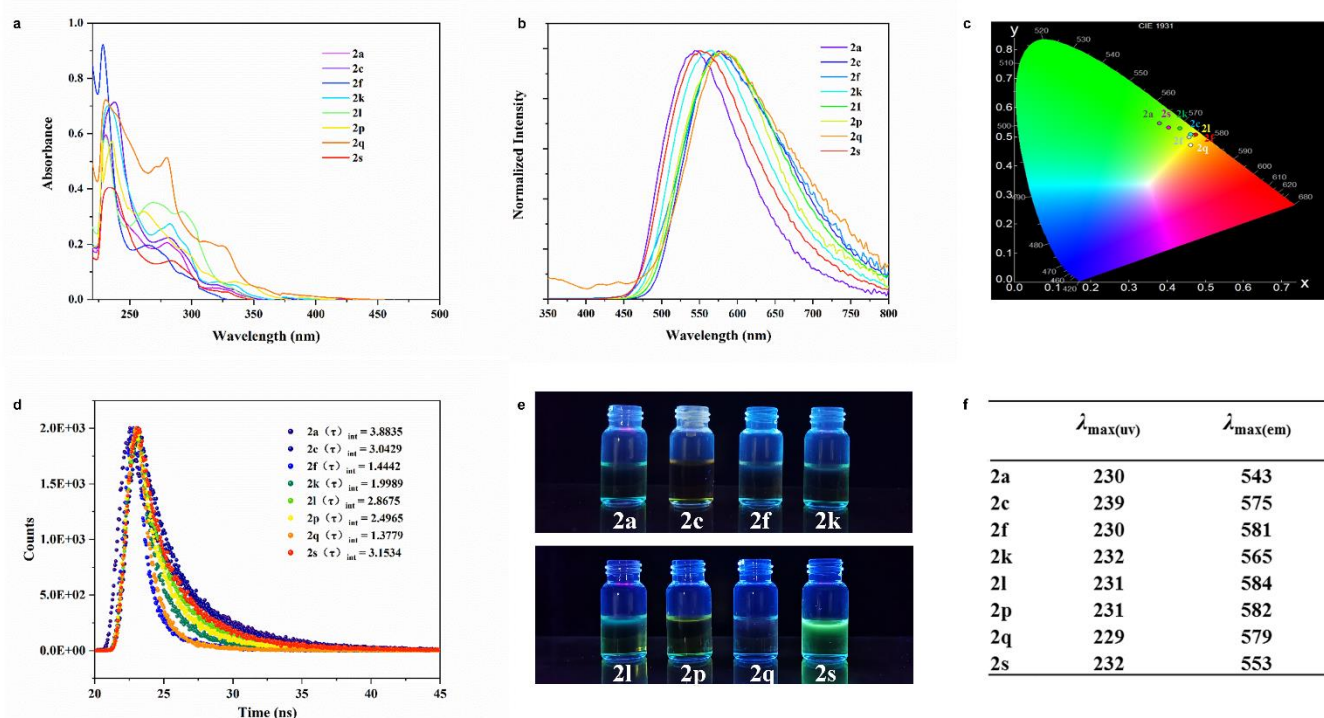 a
1.0
0.8
0.6
0.4
0.2
0.0
Absorbance
2a
2c
2f
2k
2l
2p
2q
2s
250 300 350 400 450 500
Wavelength (nm)
b
Normalized Intensity
2a
2c
2f
2k
2l
2p
2q
2s
350 400 450 500 550 600 650 700 750 800
Wavelength (nm)
c
CIE 1931
y
0.8
0.7
0.6
0.5
0.4
0.3
0.2
0.1
0.0
0.0 0.1 0.2 0.3 0.4 0.5 0.6 0.7
x
520
530
540
550
560
570
580
590
600
610
620
680
510
500
480
470
460
420
2a 2s 2k
2c 2l
2f
2q
d
2.0E+03
1.5E+03
1.0E+03
5.0E+02
0.0E+00
Counts
2a (τ) int = 3.8835
2c (τ) int = 3.0429
2f (τ) int = 1.4442
2k (τ) int = 1.9989
2l (τ) int = 2.8675
2p (τ) int = 2.4965
2q (τ) int = 1.3779
2s (τ) int = 3.1534
20 25 30 35 40 45
Time (ns)
e
2a 2c 2f 2k
2l 2p 2q 2s
f
λmax(uv) λmax(em)
2a 230 543
2c 239 575
2f 230 581
2k 232 565
2l 231 584
2p 231 582
2q 229 579
2s 232 553